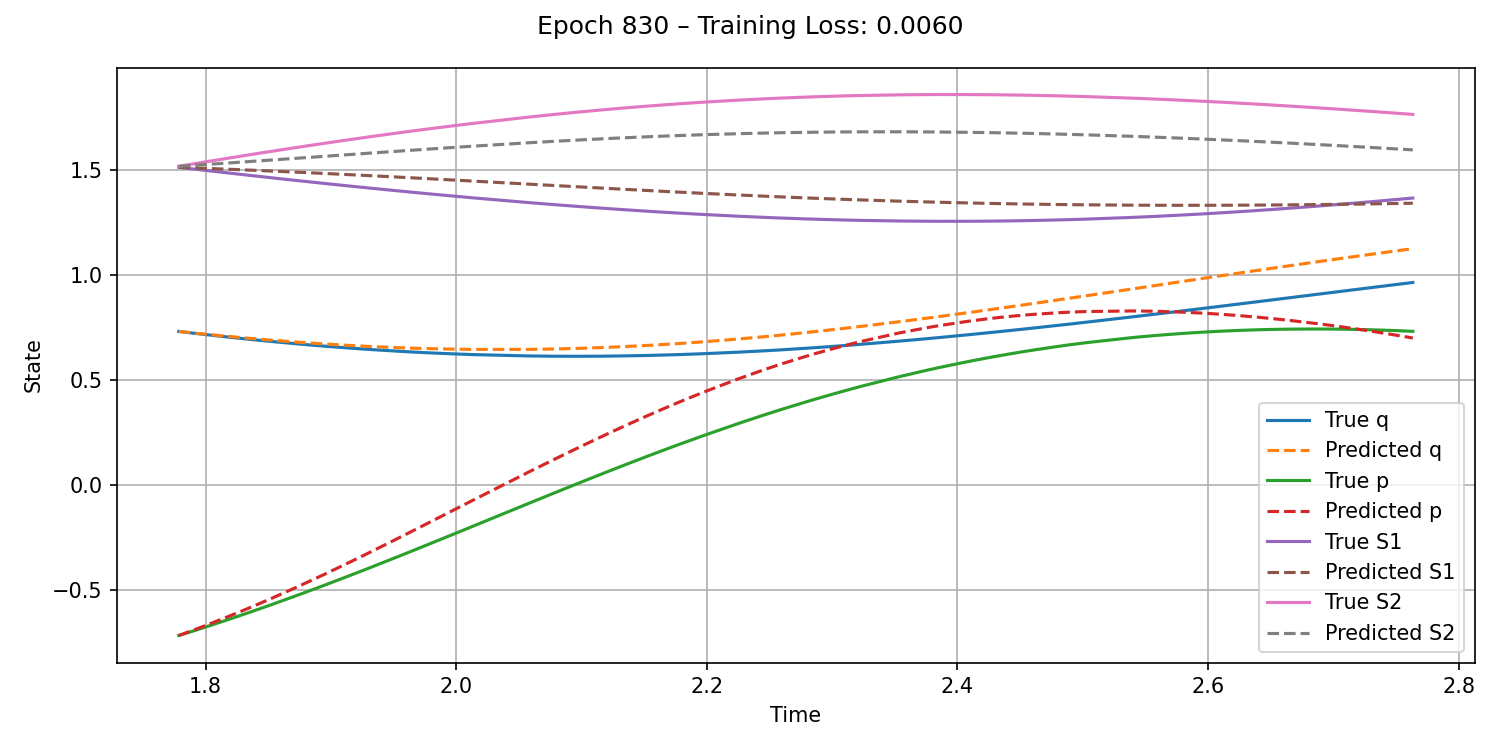 Epoch 830 – Training Loss: 0.0060
1.5
1.0
0.5
0.0
−0.5
State
1.8
2.0
2.2
2.4
2.6
2.8
Time
True q
Predicted q
True p
Predicted p
True S1
Predicted S1
True S2
Predicted S2